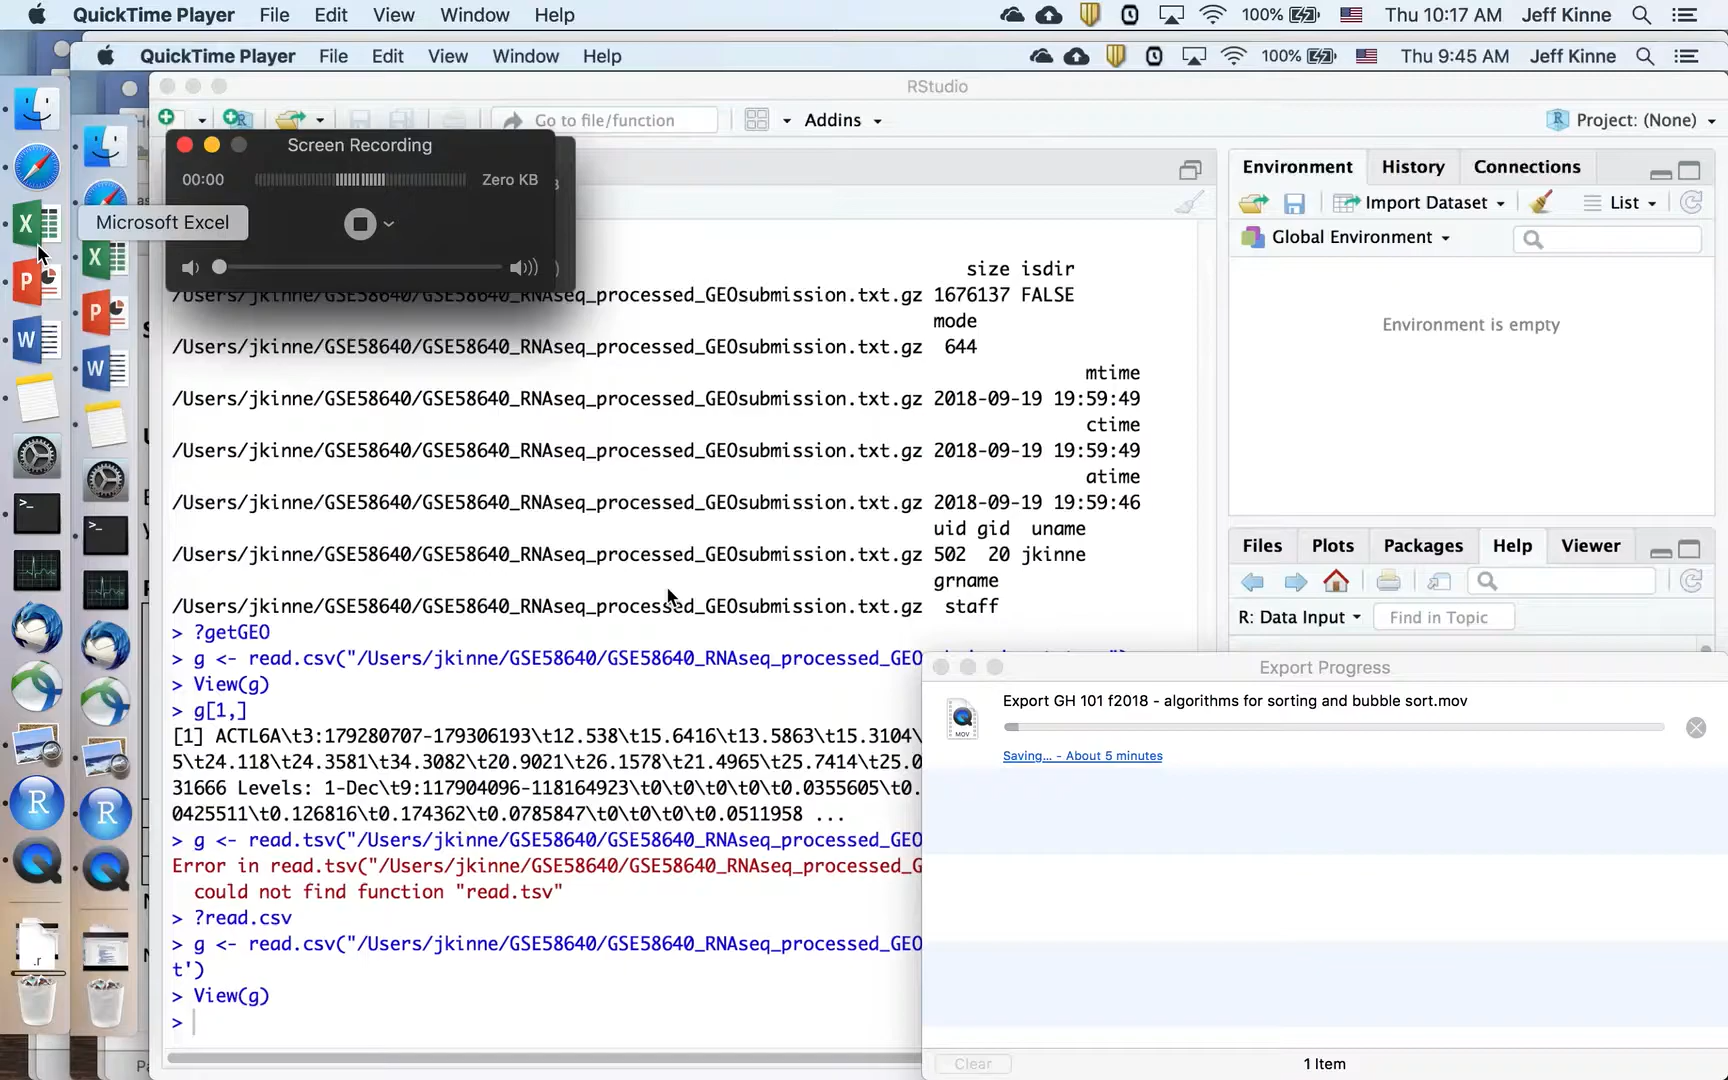 QuickTime Player File Edit View Window Help 100% Thu 10:17 AM Jeff Kinne
QuickTime Player File Edit View Window Help 100% Thu 9:45 AM Jeff Kinne
RStudio
Go to file/function Addins Project: (None)
Screen Recording
00:00 Zero KB
Microsoft Excel
Environment History Connections
Import Dataset List
Global Environment
Environment is empty
size isdir
/Users/jkinne/GSE58640/GSE58640_RNAseq_processed_GEOsubmission.txt.gz 1676137 FALSE
mode
/Users/jkinne/GSE58640/GSE58640_RNAseq_processed_GEOsubmission.txt.gz 644
mtime
/Users/jkinne/GSE58640/GSE58640_RNAseq_processed_GEOsubmission.txt.gz 2018-09-19 19:59:49
ctime
/Users/jkinne/GSE58640/GSE58640_RNAseq_processed_GEOsubmission.txt.gz 2018-09-19 19:59:49
atime
/Users/jkinne/GSE58640/GSE58640_RNAseq_processed_GEOsubmission.txt.gz 2018-09-19 19:59:46
uid gid uname
/Users/jkinne/GSE58640/GSE58640_RNAseq_processed_GEOsubmission.txt.gz 502 20 jkinne
grname
/Users/jkinne/GSE58640/GSE58640_RNAseq_processed_GEOsubmission.txt.gz staff
> ?getGEO
> g <- read.csv("/Users/jkinne/GSE58640/GSE58640_RNAseq_processed_GEO
> View(g)
> g[1,]
[1] ACTL6A\t3:179280707-179306193\t12.538\t15.6416\t13.5863\t15.3104\
5\t24.118\t24.3581\t34.3082\t20.9021\t26.1578\t21.4965\t25.7414\t25.0
31666 Levels: 1-Dec\t9:117904096-118164923\t0\t0\t0\t0\t0.0355605\t0.
0425511\t0.126816\t0.174362\t0.0785847\t0\t0\t0\t0.0511958 ...
> g <- read.tsv("/Users/jkinne/GSE58640/GSE58640_RNAseq_processed_GEO
Error in read.tsv("/Users/jkinne/GSE58640/GSE58640_RNAseq_processed_G
could not find function "read.tsv"
> ?read.csv
> g <- read.csv("/Users/jkinne/GSE58640/GSE58640_RNAseq_processed_GEO
t')
> View(g)
>
Files Plots Packages Help Viewer
R: Data Input Find in Topic
Export Progress
Export GH 101 f2018 - algorithms for sorting and bubble sort.mov
MOV
Saving... - About 5 minutes
Clear 1 Item
.r